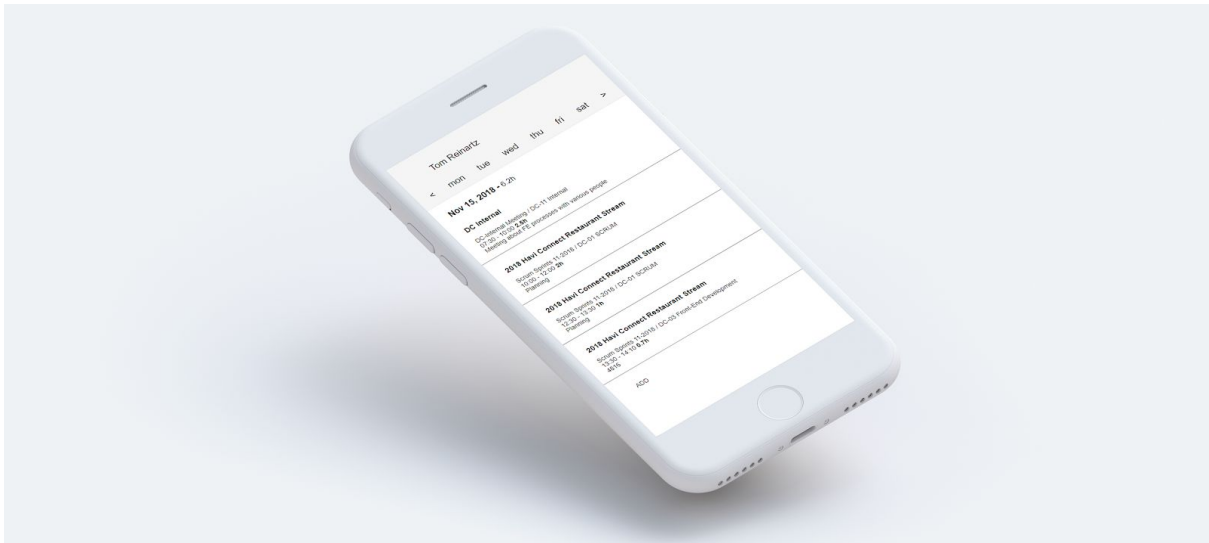 Tom Reinartz
< mon tue wed thu fri sat >
Nov 15, 2018 - 6.2h
DC Internal
DC-Internal Meeting / DC-11 Internal
07:30 - 10:00 2.5h
Meeting about FE processes with various people
2018 Havi Connect Restaurant Stream
Scrum Sprints 11-2018 / DC-01 SCRUM
10:00 - 12:00 2h
Planning
2018 Havi Connect Restaurant Stream
Scrum Sprints 11-2018 / DC-01 SCRUM
12:30 - 13:30 1h
Planning
2018 Havi Connect Restaurant Stream
Scrum Sprints 11-2018 / DC-03 Front-End Development
13:30 - 14:10 0.7h
4616
ADD